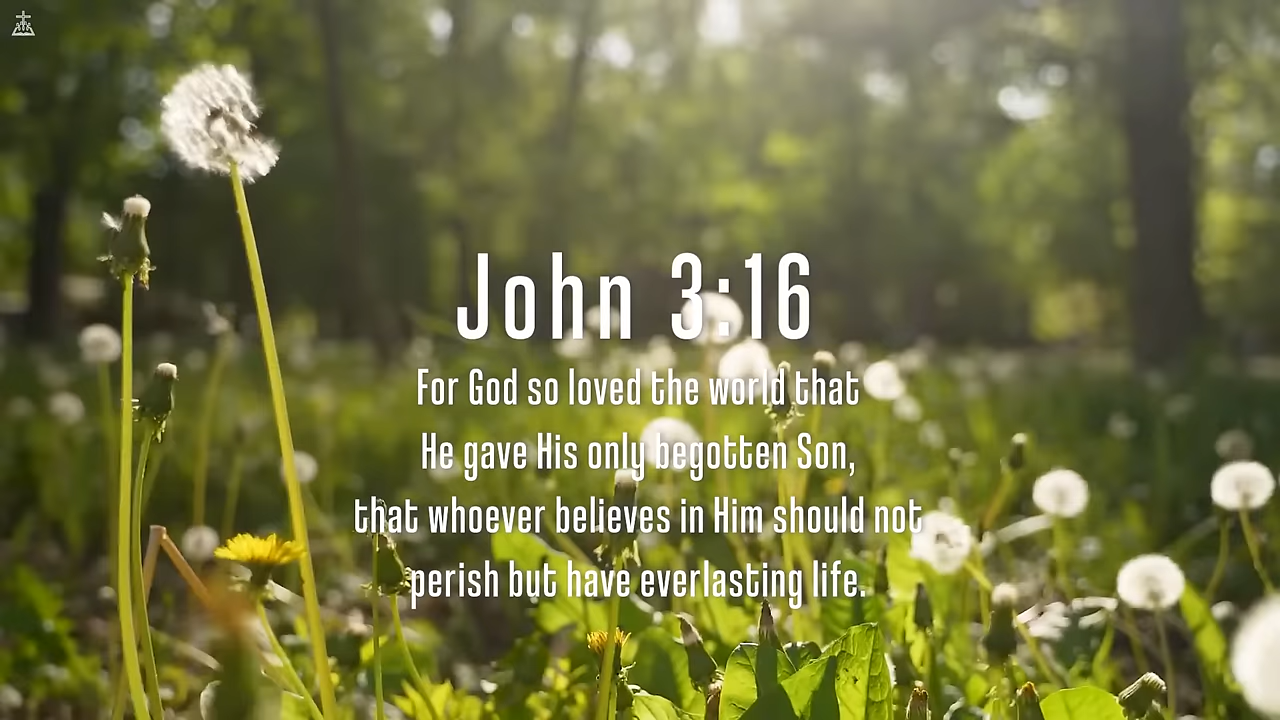 John 3:16
For God so loved the world that
He gave His only begotten Son,
that whoever believes in Him should not
perish but have everlasting life.